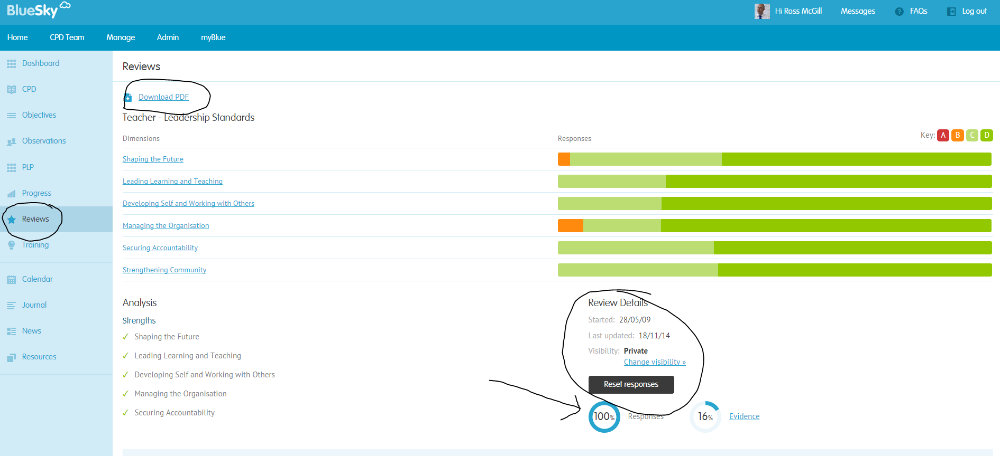 BlueSky
Hi Ross McGill Messages ? FAQs Log out
Home CPD Team Manage Admin myBlue
Dashboard
CPD
Objectives
Observations
PLP
Progress
Reviews
Training
Calendar
Journal
News
Resources
Reviews
Download PDF
Teacher - Leadership Standards
Dimensions Responses Key: A B C D
Shaping the Future
Leading Learning and Teaching
Developing Self and Working with Others
Managing the Organisation
Securing Accountability
Strengthening Community
Analysis
Strengths
✓ Shaping the Future
✓ Leading Learning and Teaching
✓ Developing Self and Working with Others
✓ Managing the Organisation
✓ Securing Accountability
Review Details
Started: 28/05/09
Last updated: 18/11/14
Visibility: Private
Change visibility »
Reset responses
100% Responses 16% Evidence